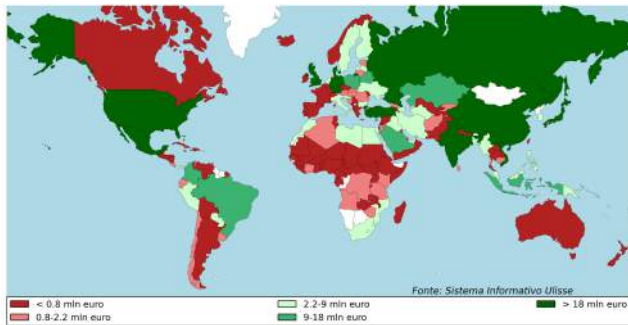 Fonte: Sistema Informativo Ulisse
< 0.8 mln euro
2.2-9 mln euro
> 18 mln euro
0.8-2.2 mln euro
9-18 mln euro